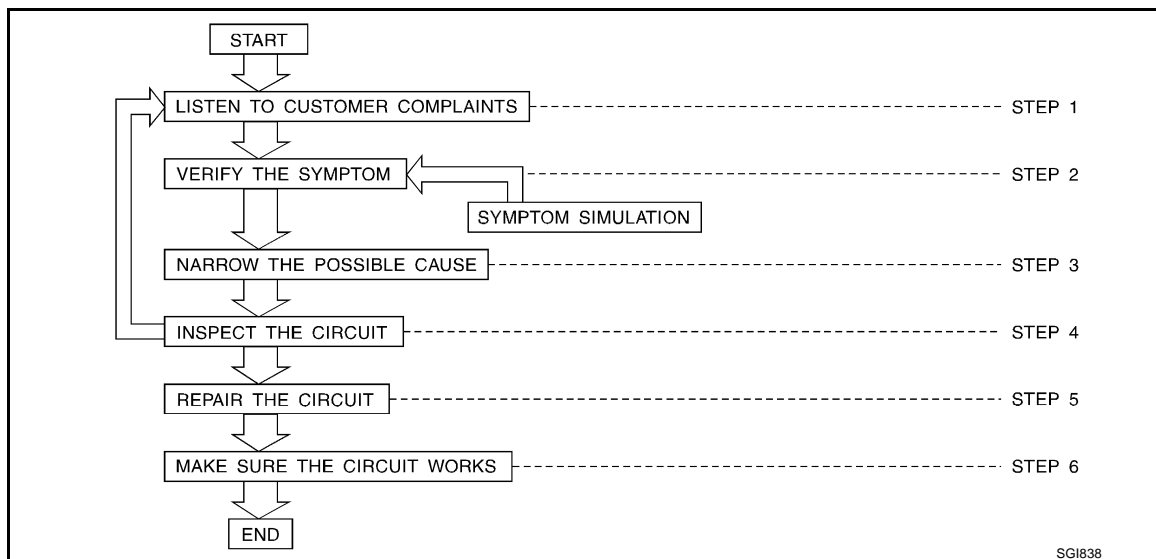 START
LISTEN TO CUSTOMER COMPLAINTS STEP 1
VERIFY THE SYMPTOM STEP 2
SYMPTOM SIMULATION
NARROW THE POSSIBLE CAUSE STEP 3
INSPECT THE CIRCUIT STEP 4
REPAIR THE CIRCUIT STEP 5
MAKE SURE THE CIRCUIT WORKS STEP 6
END
SGI838